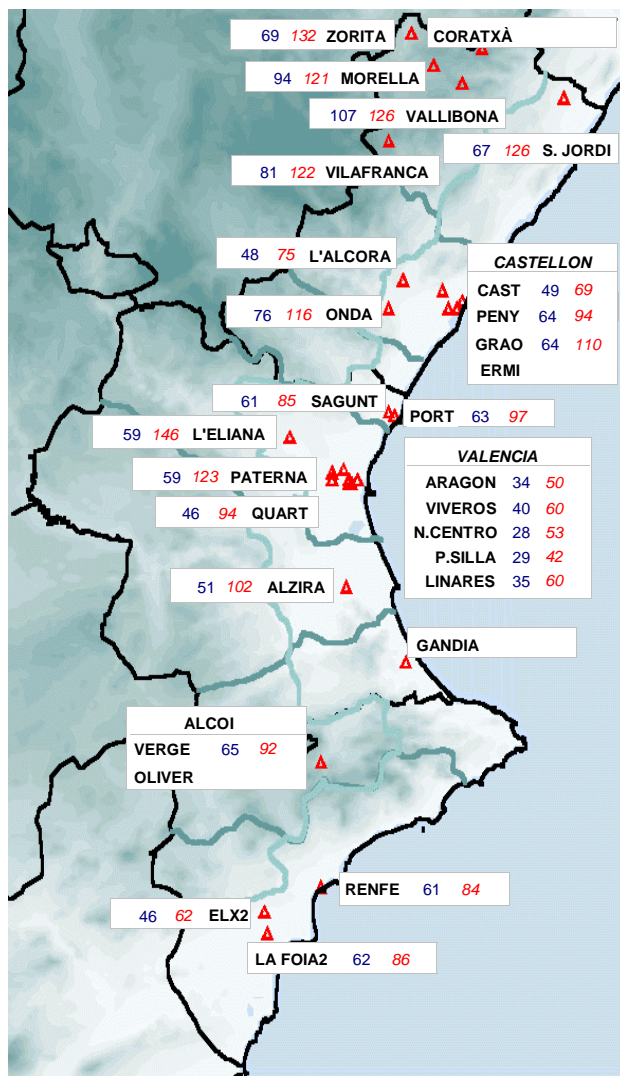 69 132 ZORITA
CORATXÀ
94 121 MORELLA
107 126 VALLIBONA
67 126 S. JORDI
81 122 VILAFRANCA
48 75 L'ALCORA
CASTELLON
CAST 49 69
PENY 64 94
GRAO 64 110
ERMI
76 116 ONDA
61 85 SAGUNT
PORT 63 97
59 146 L'ELIANA
59 123 PATERNA
46 94 QUART
VALENCIA
ARAGON 34 50
VIVEROS 40 60
N.CENTRO 28 53
P.SILLA 29 42
LINARES 35 60
51 102 ALZIRA
GANDIA
ALCOI
VERGE 65 92
OLIVER
RENFE 61 84
46 62 ELX2
LA FOIA2 62 86